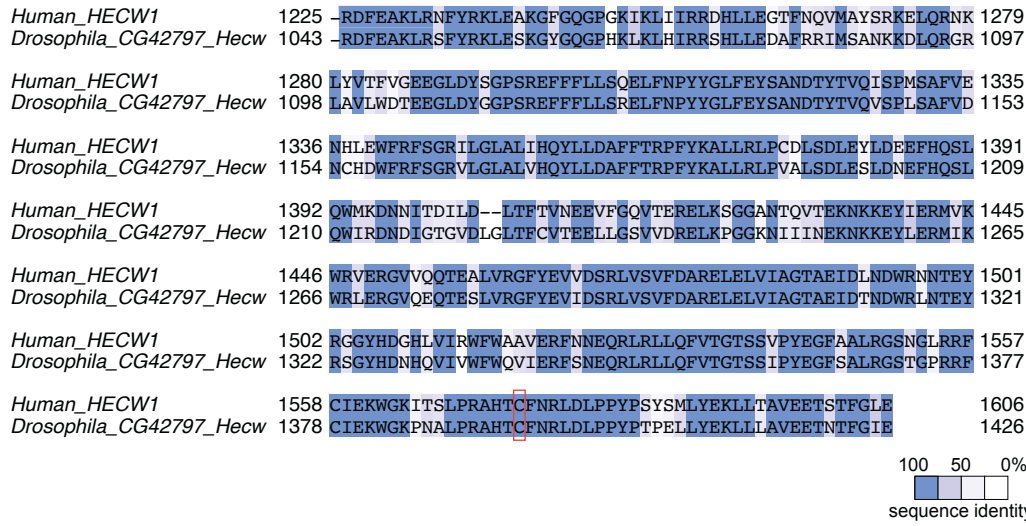 Human_HECW1 1225 –RDFEAKLRNFYRKLEAKGFGQGPGKIKLIIRRDHLLEGTFNQVMAYSRKELQRNK 1279
Drosophila_CG42797_Hecw 1043 –RDFEAKLRSFYRKLESKGYGQGPHKLKLHIRRSHLLEDAFRRIMSANKKDLQRGR 1097
Human_HECW1 1280 LYVTFVGEEGLDYSGPSREFFFLLSQELFNPYYGLFEYSANDTYTVQISPMSAFVE 1335
Drosophila_CG42797_Hecw 1098 LAVLWDTEEGLDYGGPSREFFFLLSRELFNPYYGLFEYSANDTYTVQVSPLSAFVD 1153
Human_HECW1 1336 NHLEWFRFSGRILGLALIHQYLLDAFFTRPFYKALLRLPCDLSDLEYLDEEFHQSL 1391
Drosophila_CG42797_Hecw 1154 NCHDWFRFSGRVLGLALVHQYLLDAFFTRPFYKALLRLPVALSDLESLDNEFHQSL 1209
Human_HECW1 1392 QWMKDNNITDILD––LTFTVNEEVFGQVTERELKSGGANTQVTEKNKKEYIERMVK 1445
Drosophila_CG42797_Hecw 1210 QWIRDNDIGTGVDLGLTFCVTEELLGSVVDRELKPGGKNIIINEKNKKEYLERMIK 1265
Human_HECW1 1446 WRVERGVVQQTEALVRGFYEVVDSRLVSVFDARELELVIAGTAEIDLNDWRNNTEY 1501
Drosophila_CG42797_Hecw 1266 WRLERGVQEQTESLVRGFYEVIDSRLVSVFDARELELVIAGTAEIDTNDWRLNTEY 1321
Human_HECW1 1502 RGGYHDGHLVIRWFWAAVERFNNEQRLRLLQFVTGTSSVPYEGFAALRGSNGLRRF 1557
Drosophila_CG42797_Hecw 1322 RSGYHDNHQVIVWFWQVIERFSNEQRLRLLQFVTGTSSIPYEGFSALRGSTGPRRF 1377
Human_HECW1 1558 CIEKWGKITSLPRAHTCFNRLDLPPYPSYSMLYEKLLTAVEETSTFGLE 1606
Drosophila_CG42797_Hecw 1378 CIEKWGKPNALPRAHTCFNRLDLPPYPTPELLYEKLLLAVEETNTFGIE 1426
100 50 0%
sequence identity